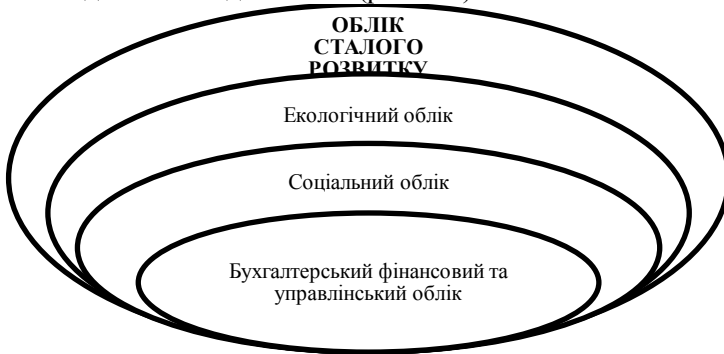 ОБЛІК
СТАЛОГО
РОЗВИТКУ
Екологічний облік
Соціальний облік
Бухгалтерський фінансовий та
управлінський облік